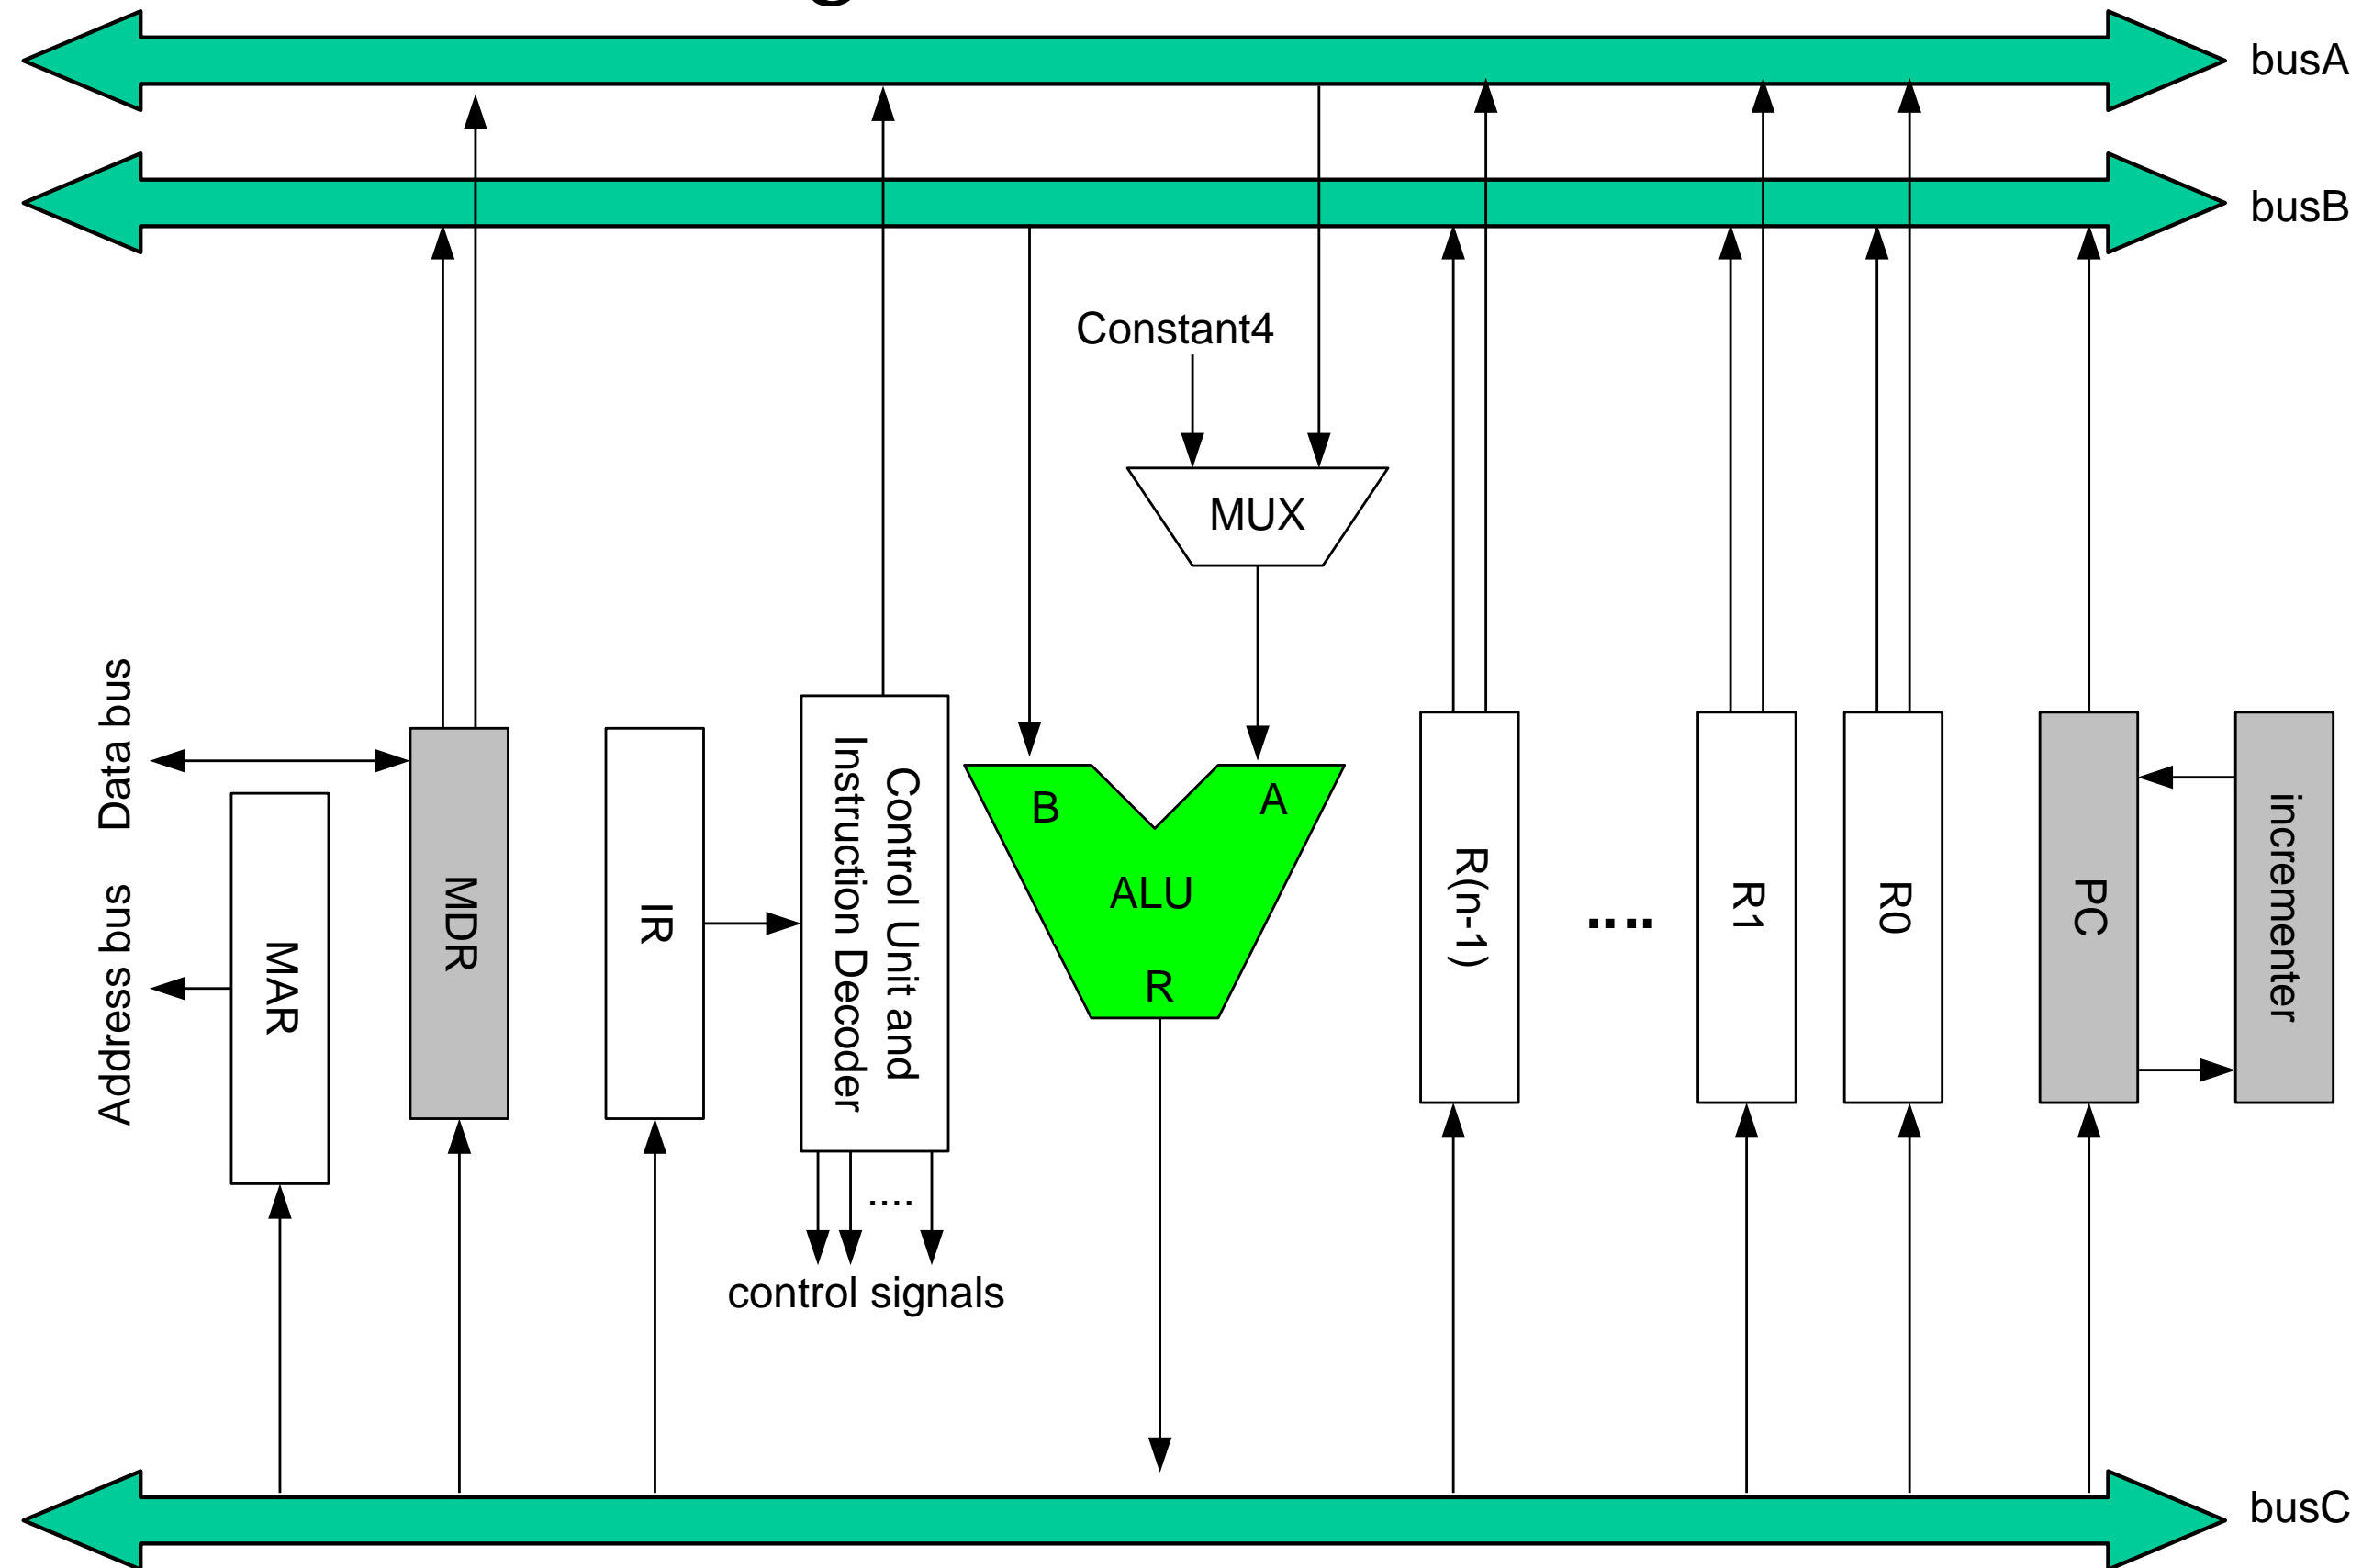 busA
busB
Constant4
MUX
Data bus
Address bus
MAR
MDR
IR
Control Unit and
Instruction Decoder
....
control signals
B
A
ALU
R
R(n-1)
....
R1
R0
PC
incrementer
busC